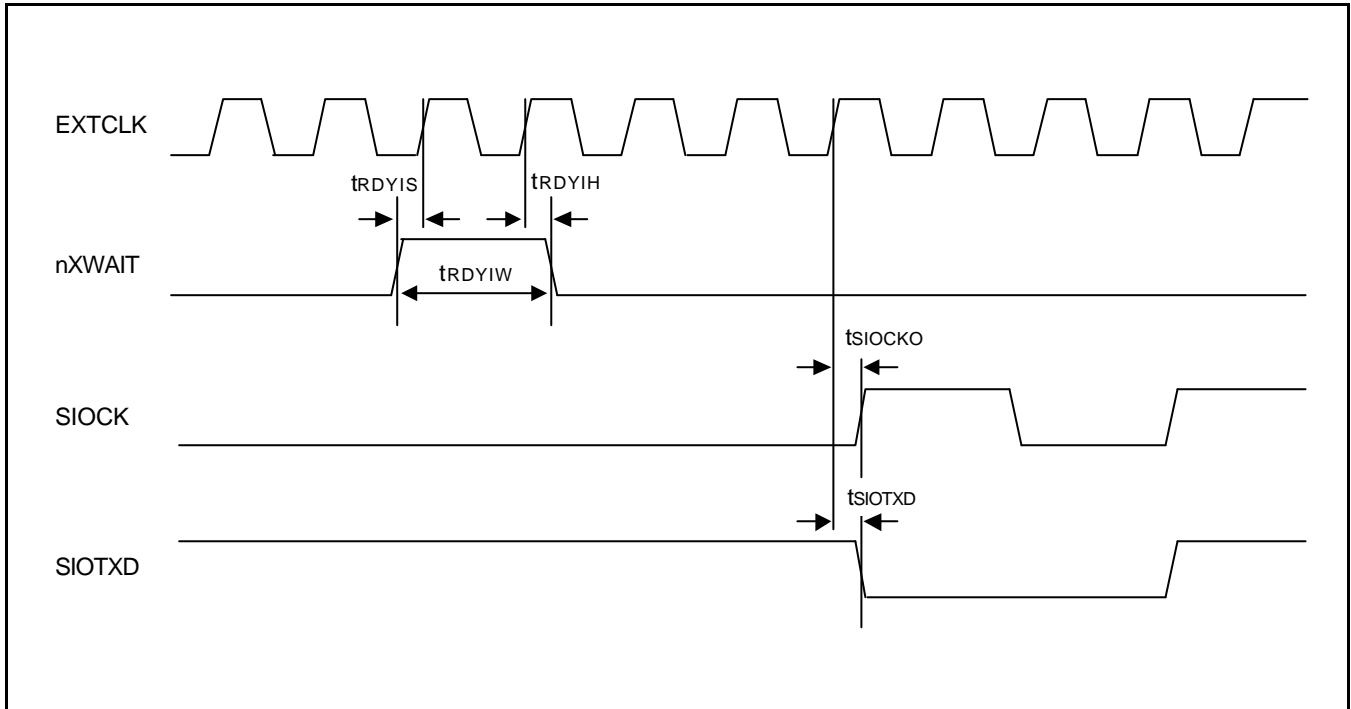 EXTCLK
tRDYIS
tRDYIH
nXWAIT
tRDYIW
tSIOCKO
SIOCK
tSIOTXD
SIOTXD